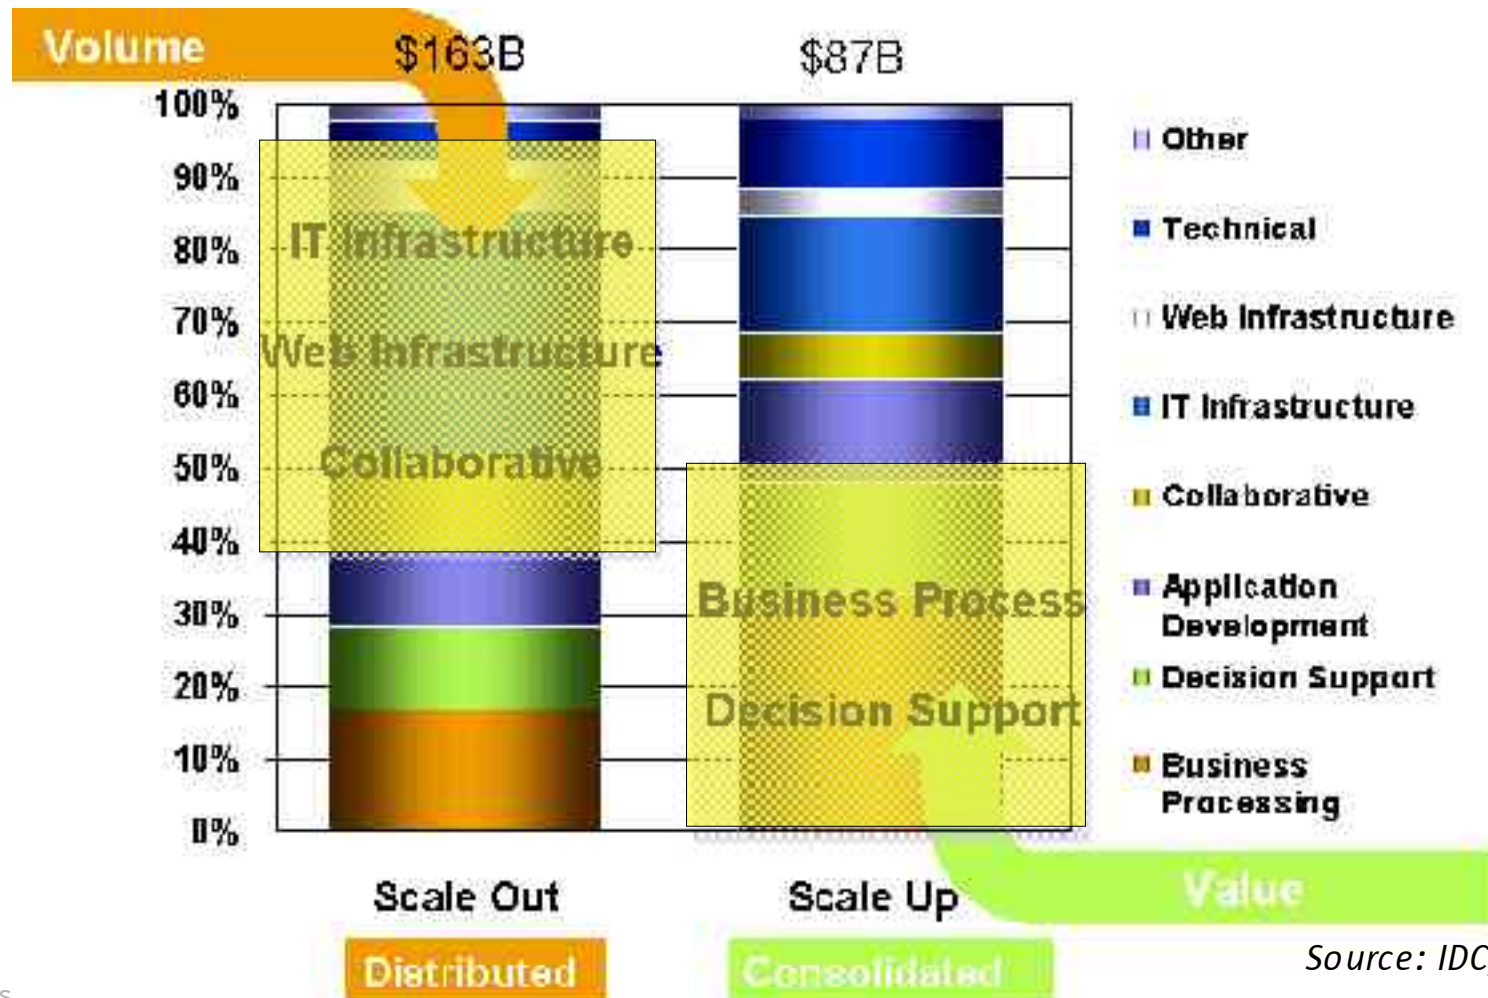 Volume
$163B
$87B
100%
90%
80%
70%
60%
50%
40%
30%
20%
10%
0%
IT Infrastructure
Web Infrastructure
Collaborative
Business Process
Decision Support
Other
Technical
Web Infrastructure
IT Infrastructure
Collaborative
Application
Development
Decision Support
Business
Processing
Scale Out
Scale Up
Value
Distributed
Consolidated
Source: IDC,
s